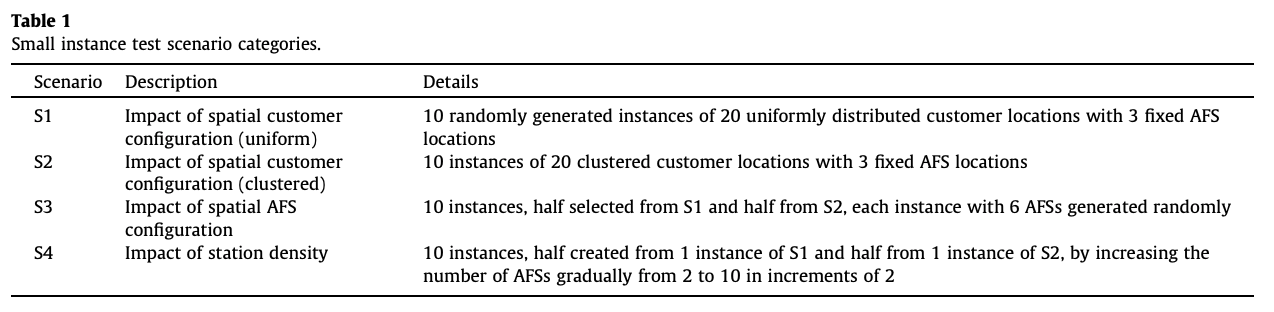 Table 1
Small instance test scenario categories.
Scenario Description Details
S1 Impact of spatial customer configuration (uniform) 10 randomly generated instances of 20 uniformly distributed customer locations with 3 fixed AFS locations
S2 Impact of spatial customer configuration (clustered) 10 instances of 20 clustered customer locations with 3 fixed AFS locations
S3 Impact of spatial AFS configuration 10 instances, half selected from S1 and half from S2, each instance with 6 AFSs generated randomly
S4 Impact of station density 10 instances, half created from 1 instance of S1 and half from 1 instance of S2, by increasing the number of AFSs gradually from 2 to 10 in increments of 2